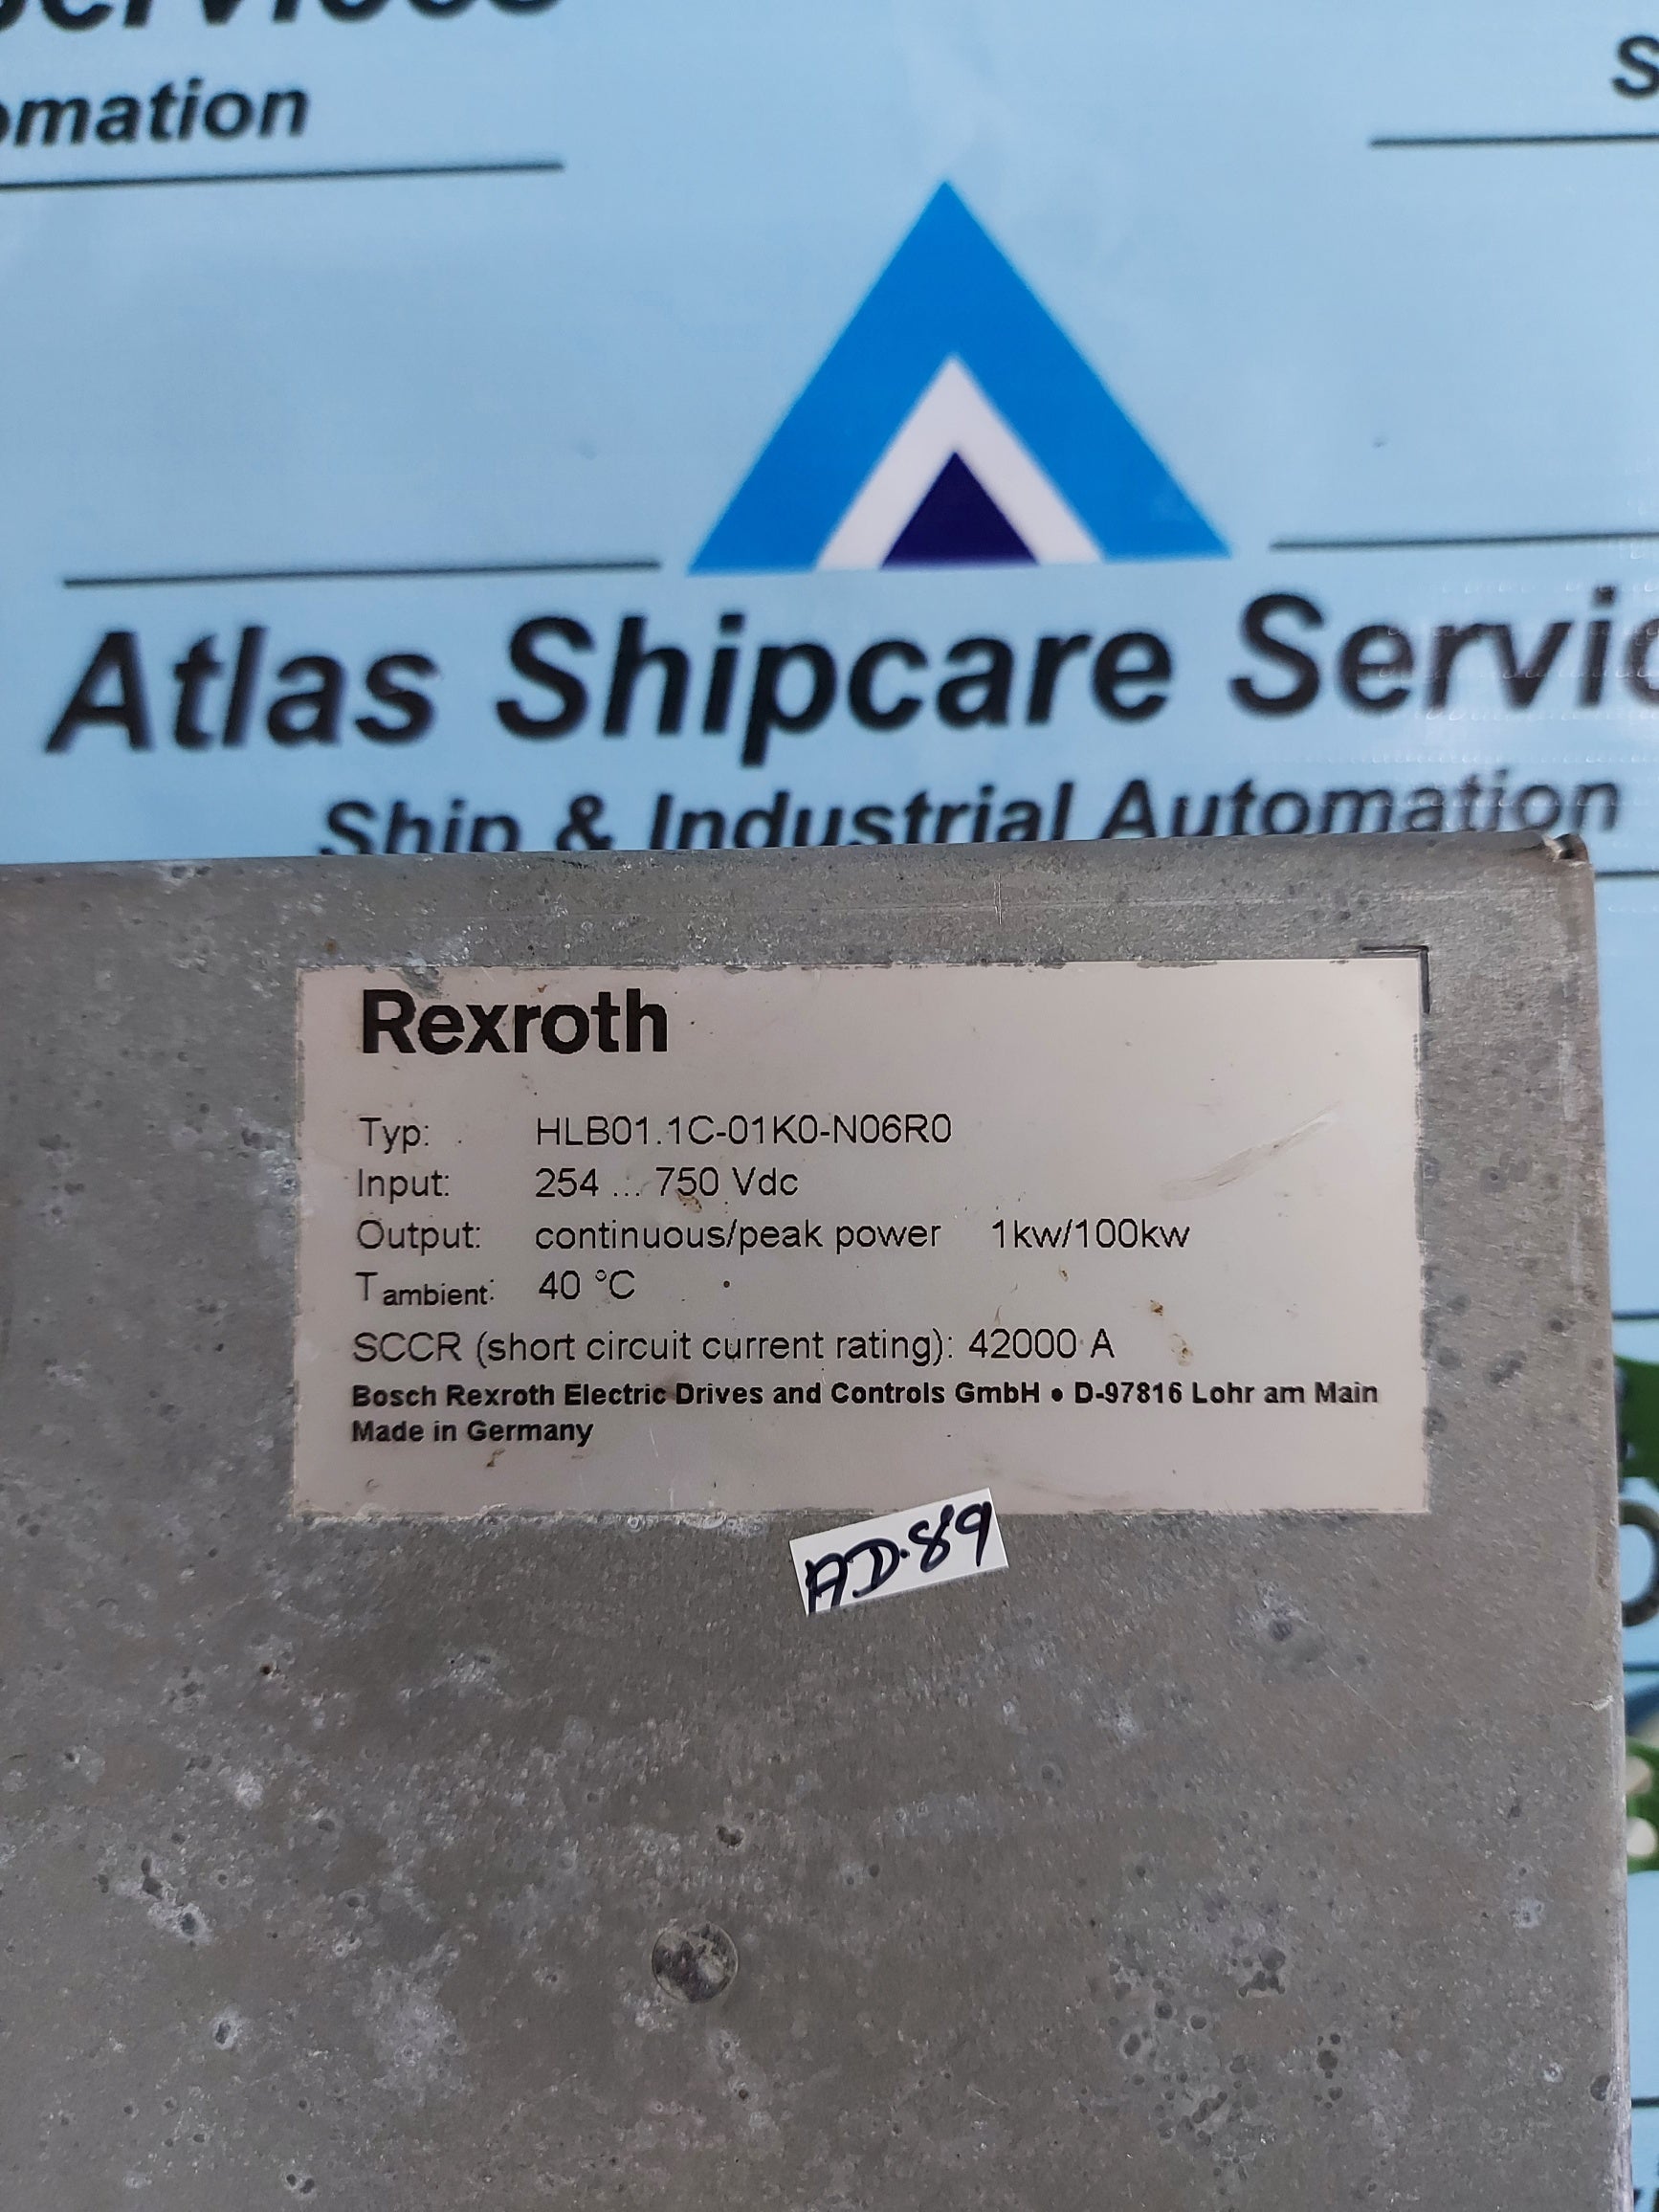 omation
Atlas Shipcare Servic
Ship & Industrial Automation
Rexroth
Typ: HLB01.1C-01K0-N06R0
Input: 254 ... 750 Vdc
Output: continuous/peak power 1kw/100kw
T ambient: 40 °C
SCCR (short circuit current rating): 42000 A
Bosch Rexroth Electric Drives and Controls GmbH • D-97816 Lohr am Main
Made in Germany
AD.89